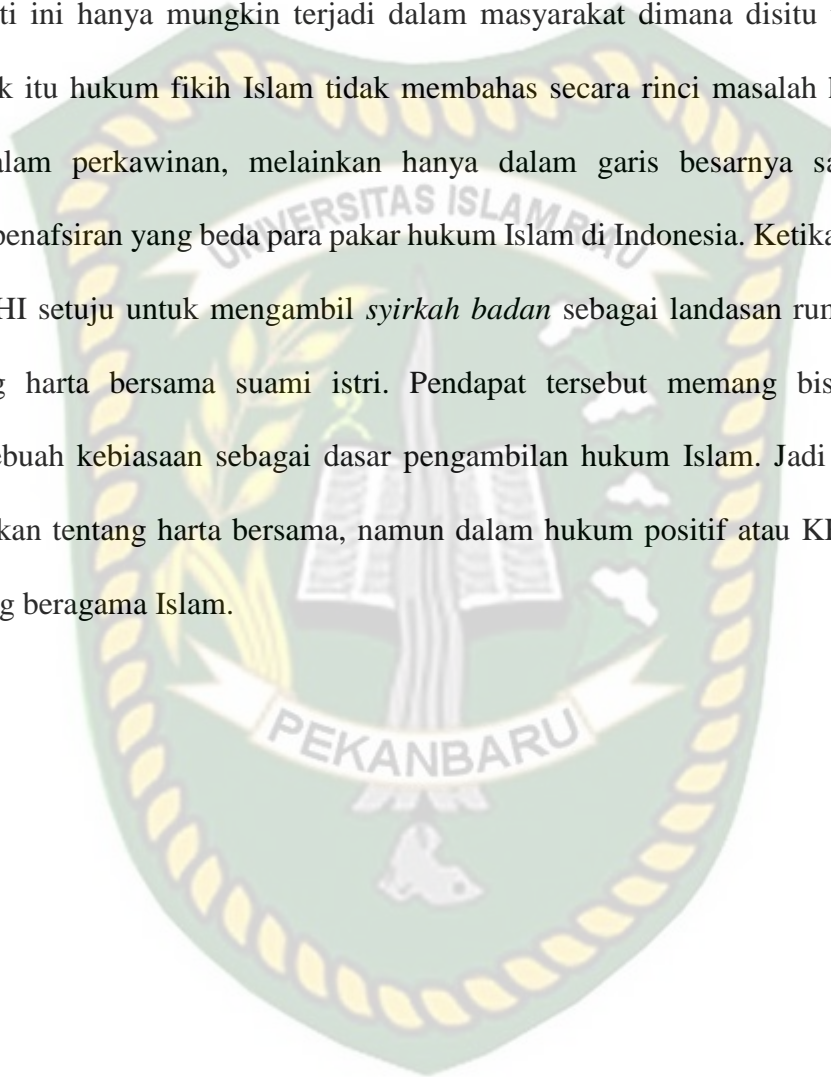 ti ini hanya mungkin terjadi dalam masyarakat dimana disitu
k itu hukum fikih Islam tidak membahas secara rinci masalah
alam perkawinan, melainkan hanya dalam garis besarnya sa
UNIVERSITAS ISLAM RIAU
penafsiran yang beda para pakar hukum Islam di Indonesia. Ketika
HI setuju untuk mengambil syirkah badan sebagai landasan run
g harta bersama suami istri. Pendapat tersebut memang bis
ebuah kebiasaan sebagai dasar pengambilan hukum Islam. Jadi
kan tentang harta bersama, namun dalam hukum positif atau KI
g beragama Islam.
PEKANBARU